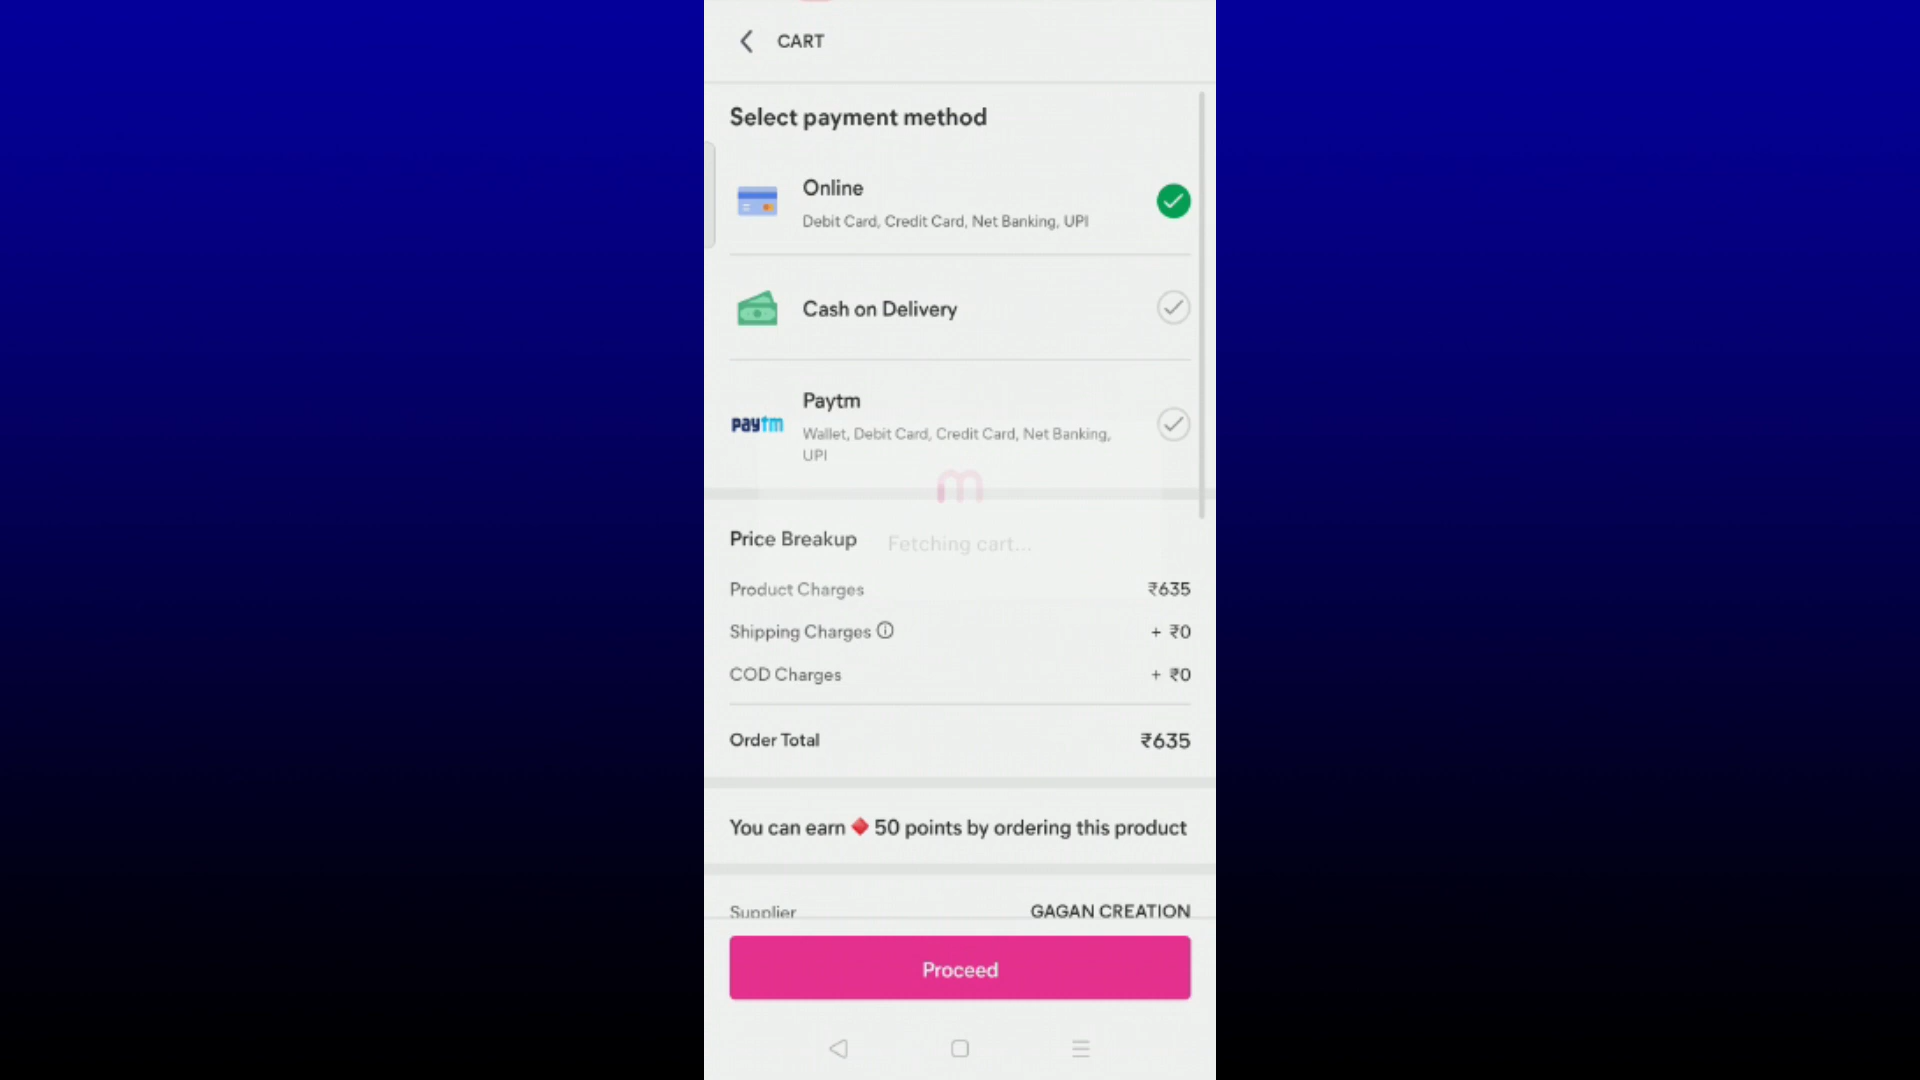 CART
Select payment method
Online
Debit Card, Credit Card, Net Banking, UPI
Cash on Delivery
paytm
Paytm
Wallet, Debit Card, Credit Card, Net Banking,
UPI
m
Price Breakup
Fetching cart...
Product Charges ₹635
Shipping Charges + ₹0
COD Charges + ₹0
Order Total ₹635
You can earn 50 points by ordering this product
Supplier GAGAN CREATION
Proceed